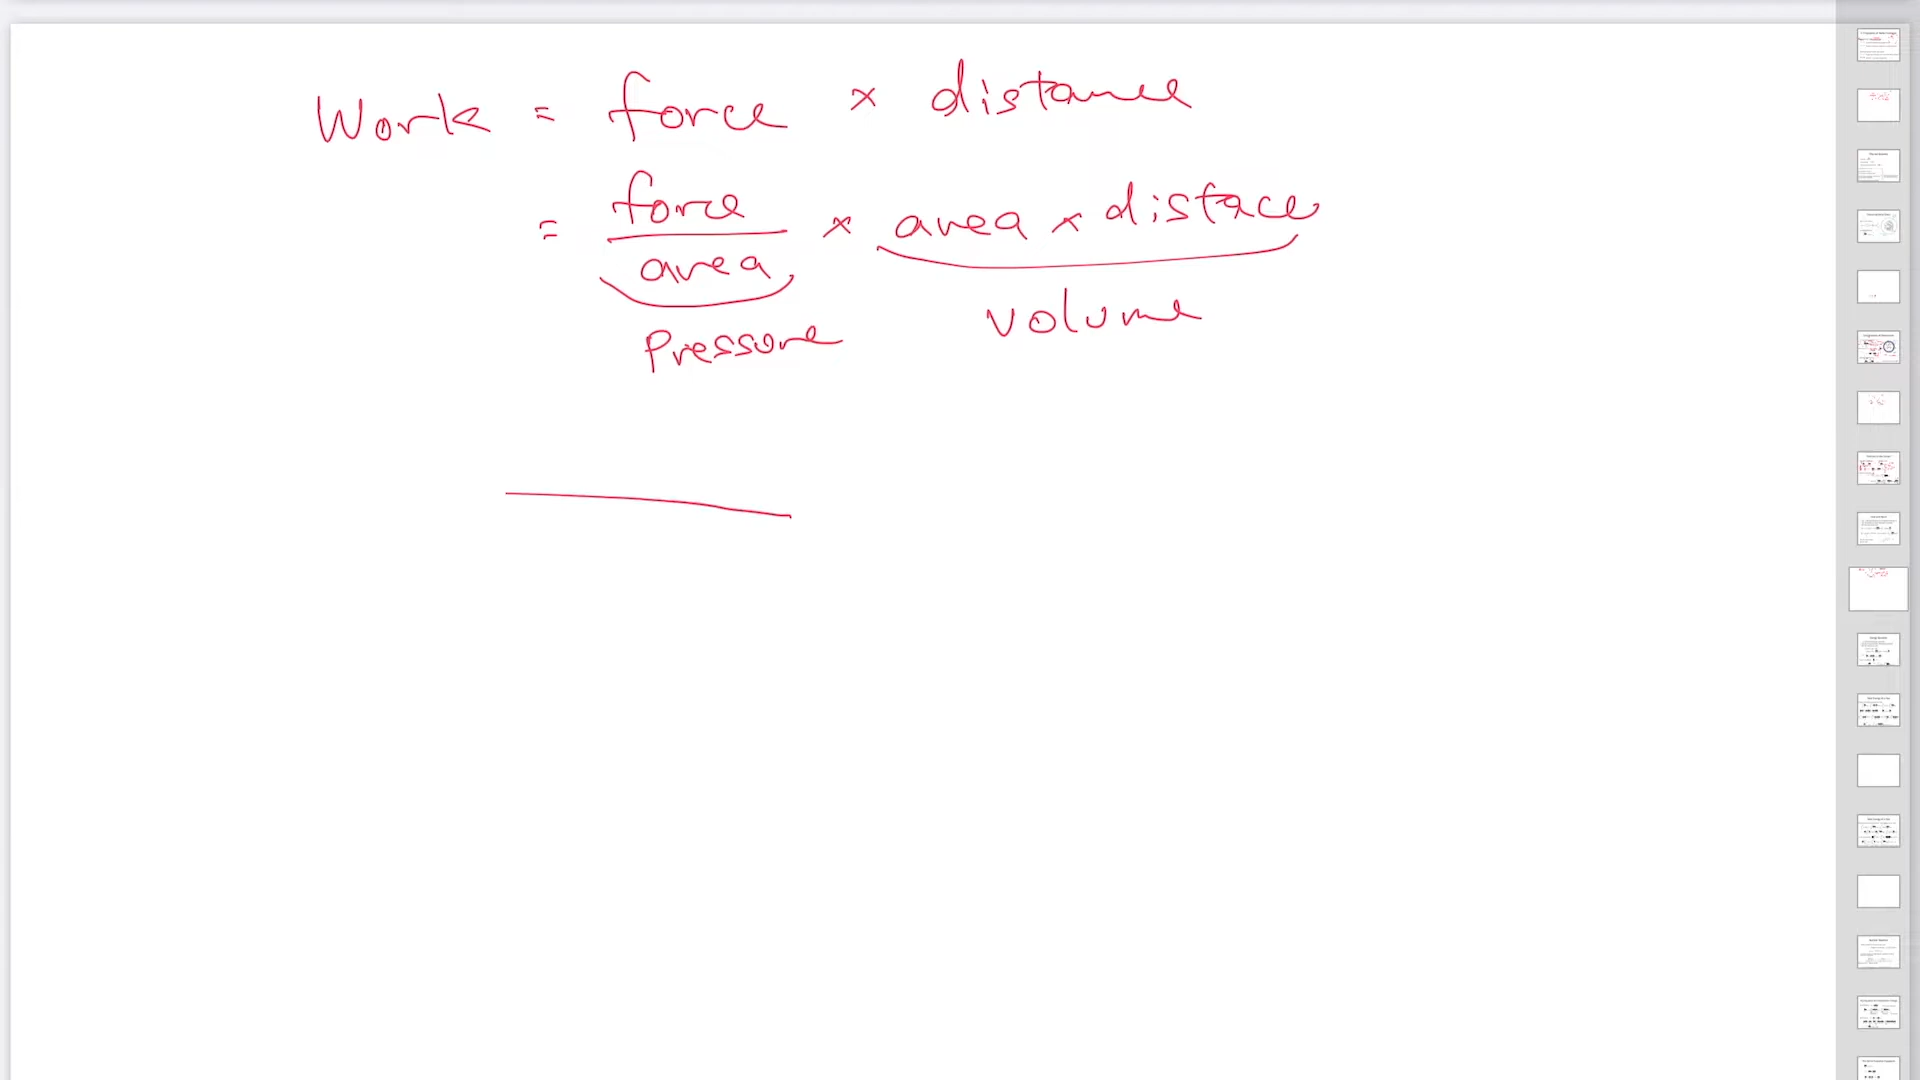 Work = force × distance
= force × area × distace
area
Pressure
volume